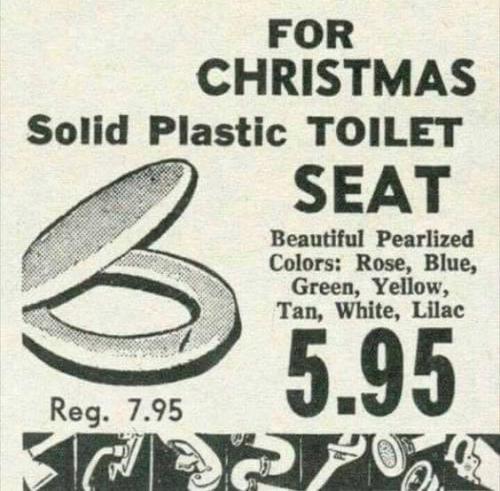 FOR
CHRISTMAS
Solid Plastic TOILET
SEAT
Beautiful Pearlized
Colors: Rose, Blue,
Green, Yellow,
Tan, White, Lilac
5.95
Reg. 7.95